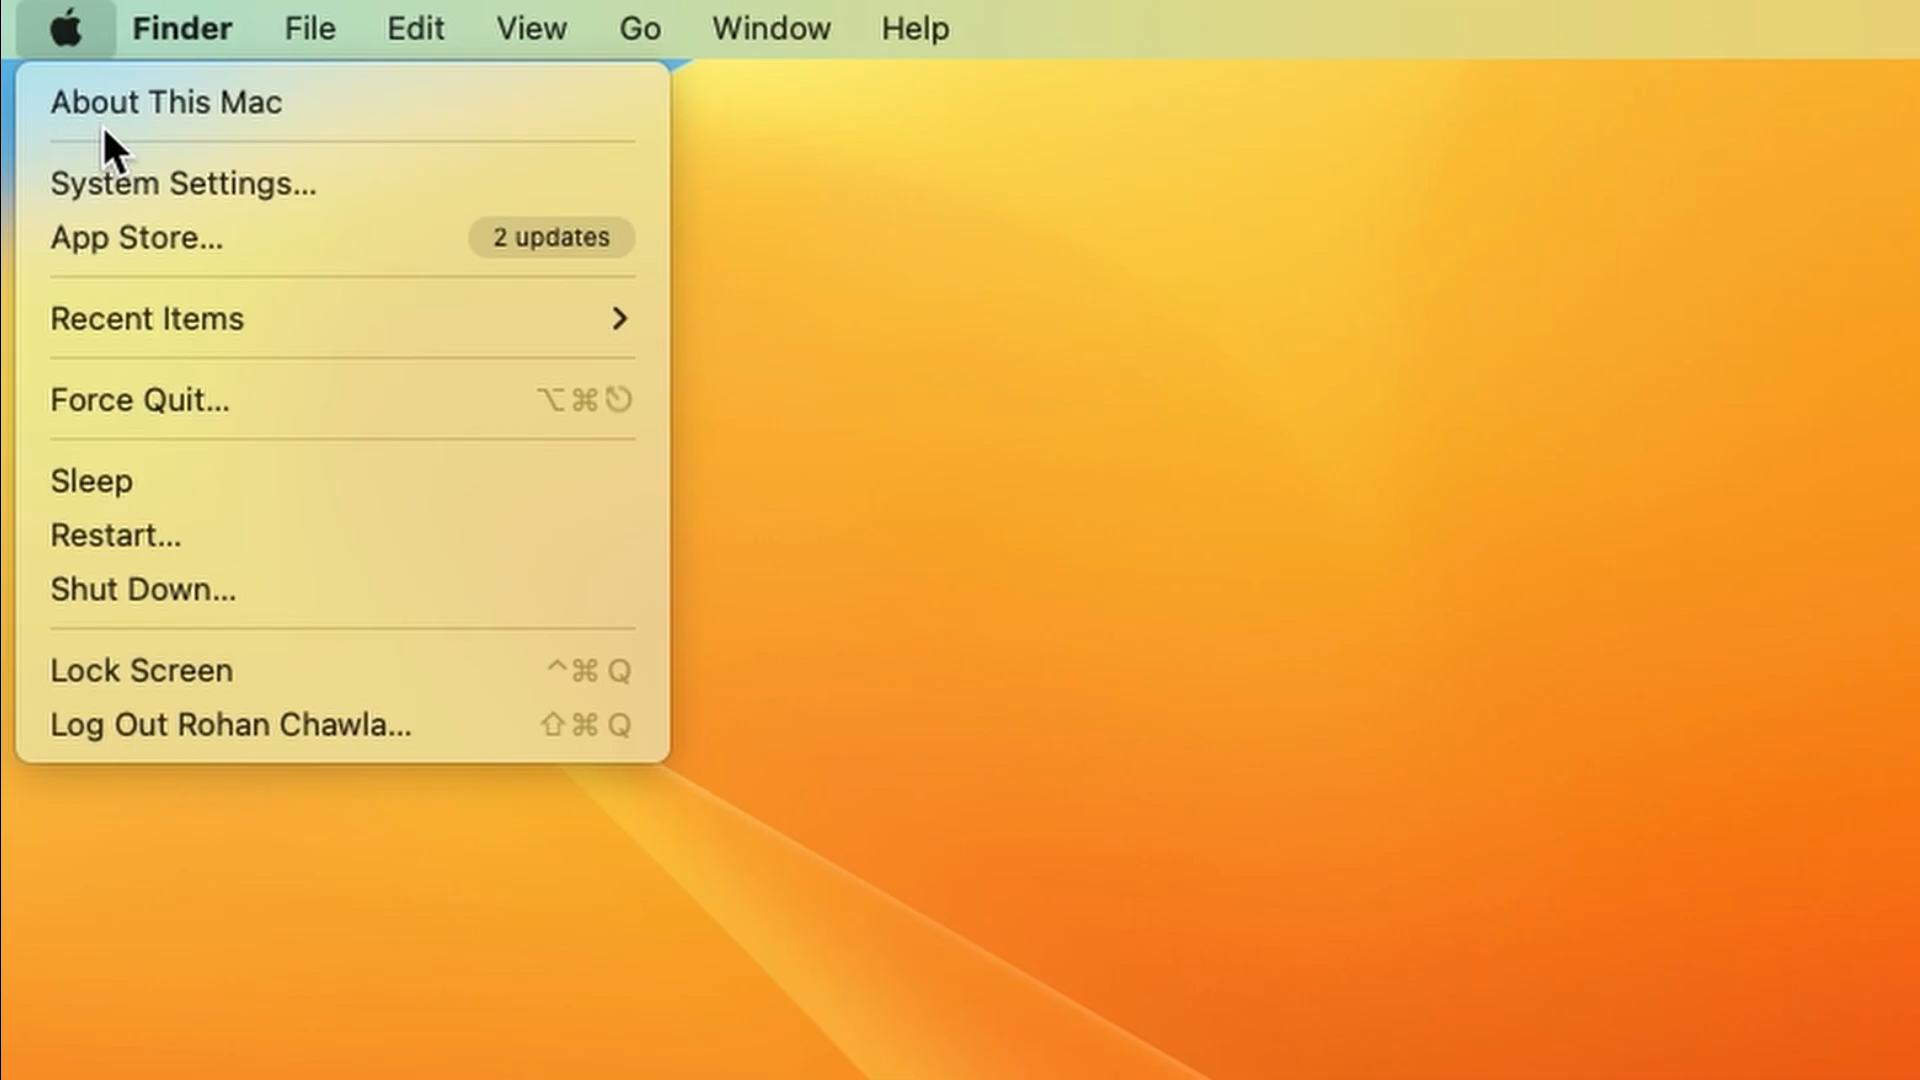 Finder File Edit View Go Window Help
About This Mac
System Settings...
App Store... 2 updates
Recent Items
Force Quit... ⌥⌘⎋
Sleep
Restart...
Shut Down...
Lock Screen ^⌘Q
Log Out Rohan Chawla... ⇧⌘Q